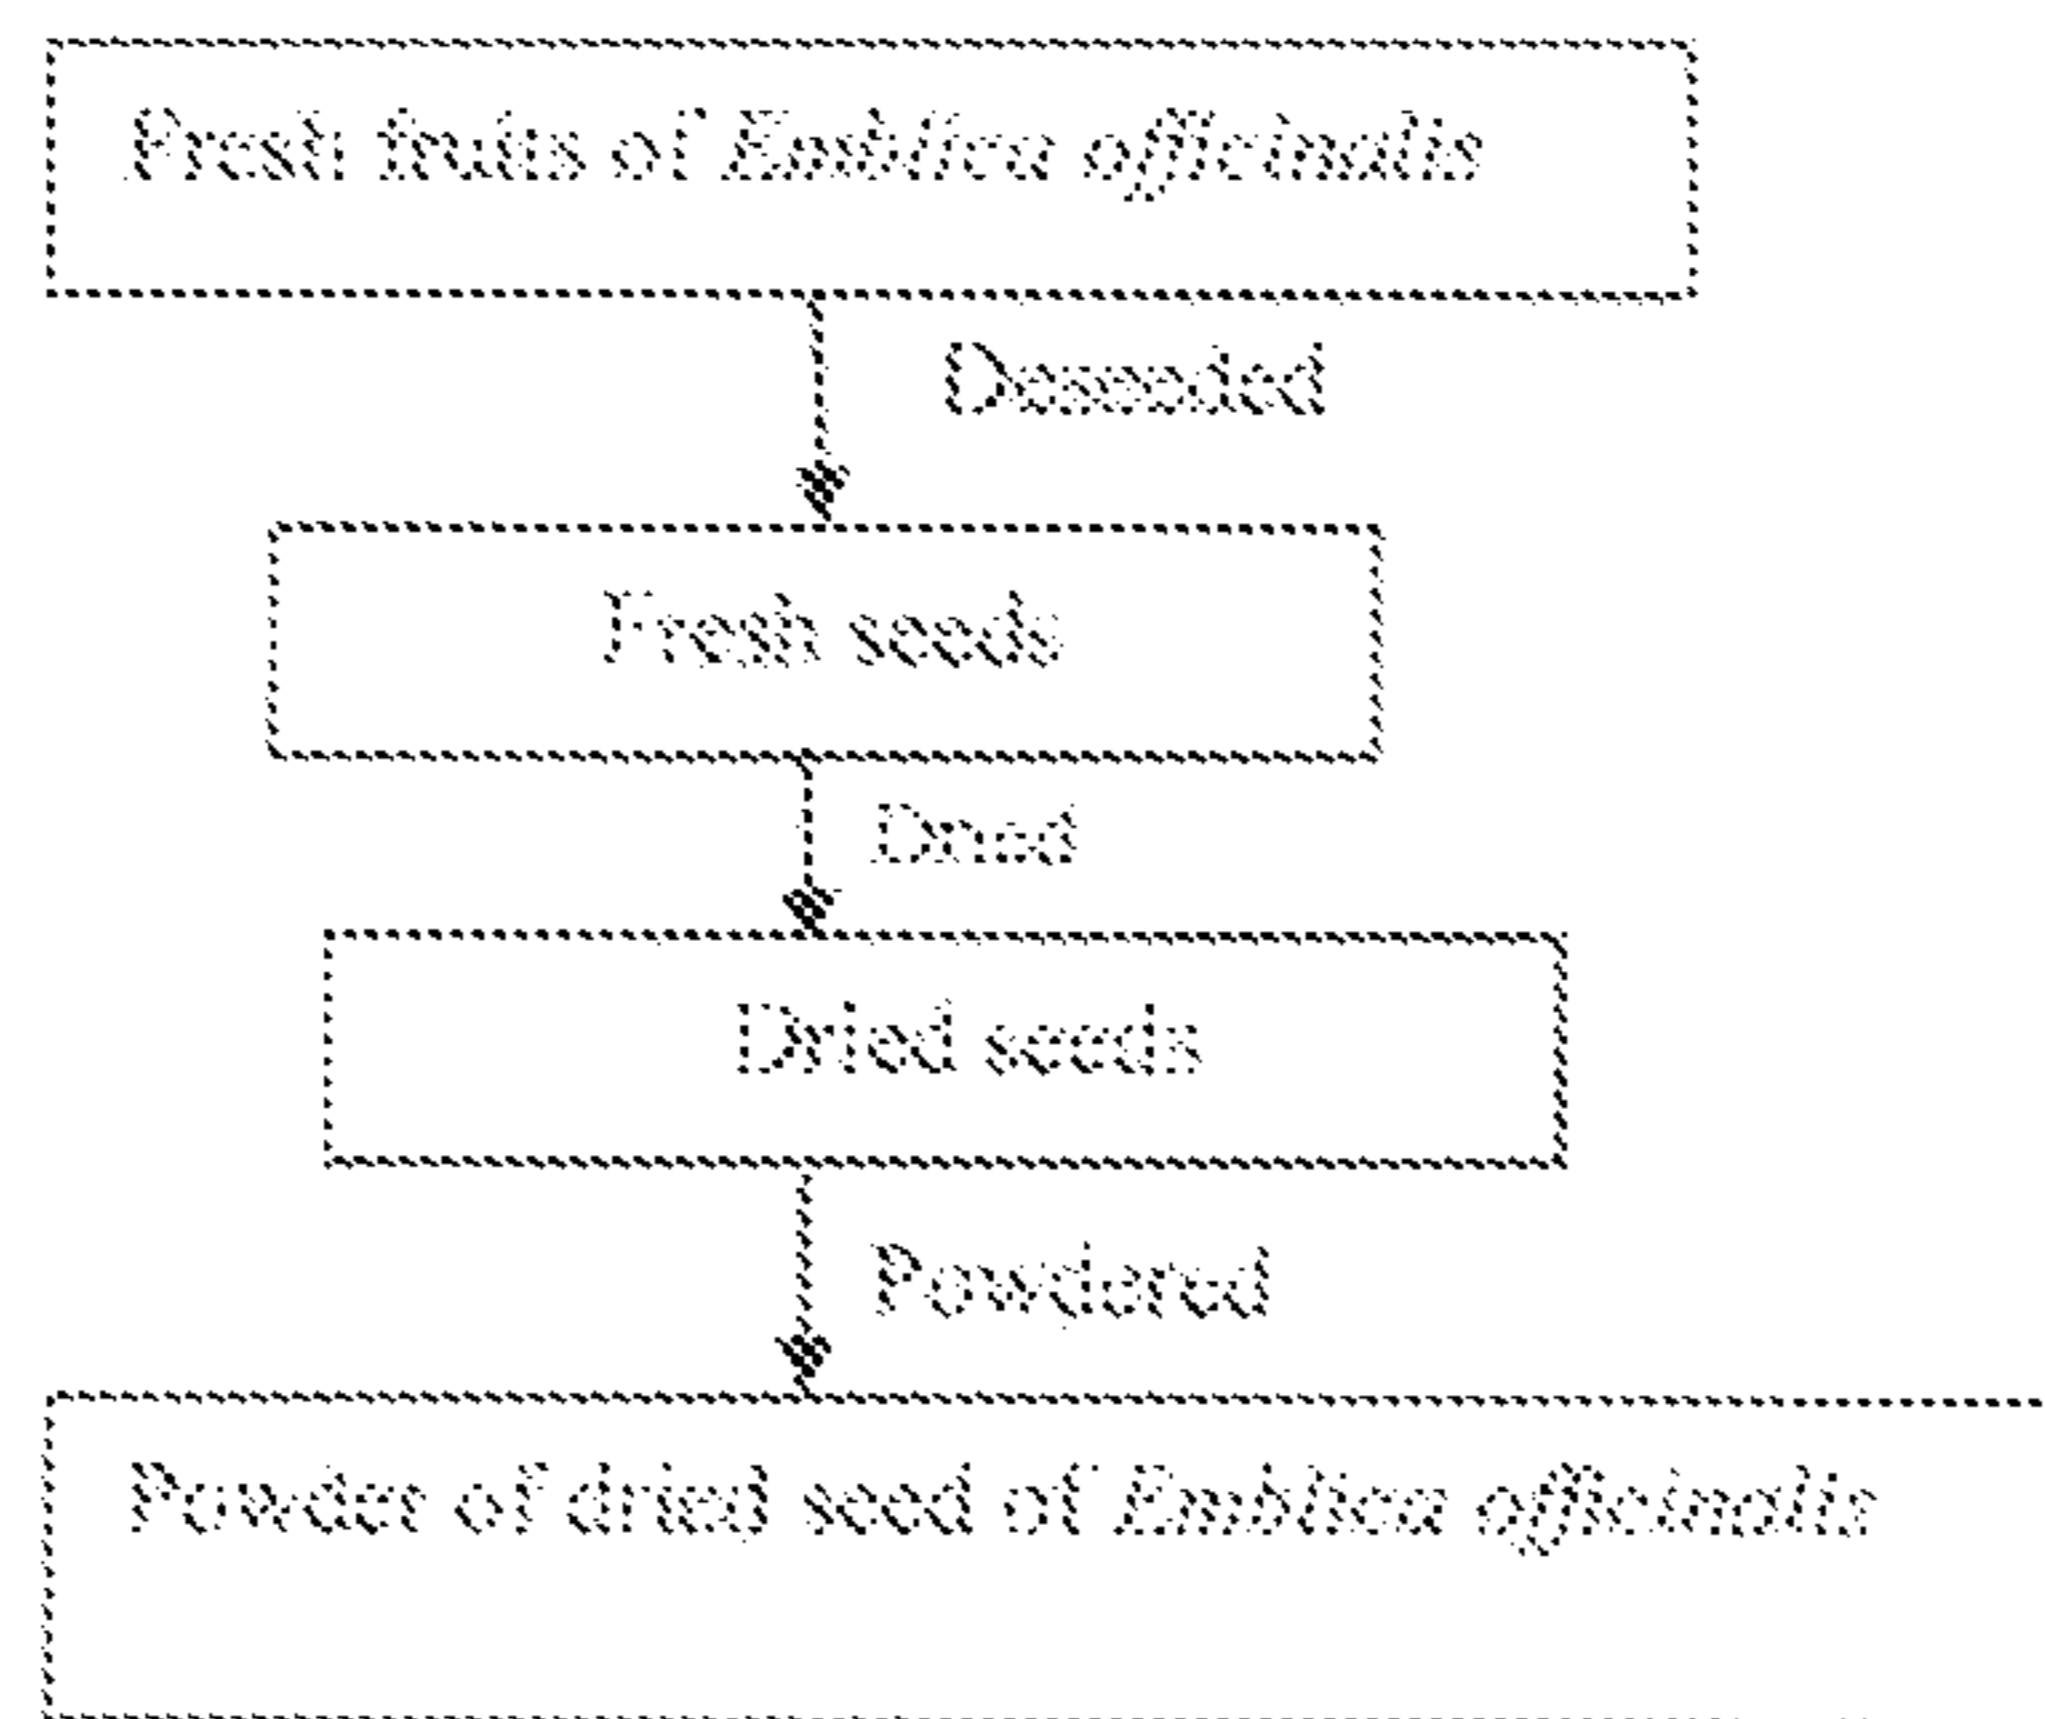 Fresh fruits of Emblica officinalis
Deseeded
Fresh seeds
Dried
Dried seeds
Powdered
Powder of dried seed of Emblica officinalis